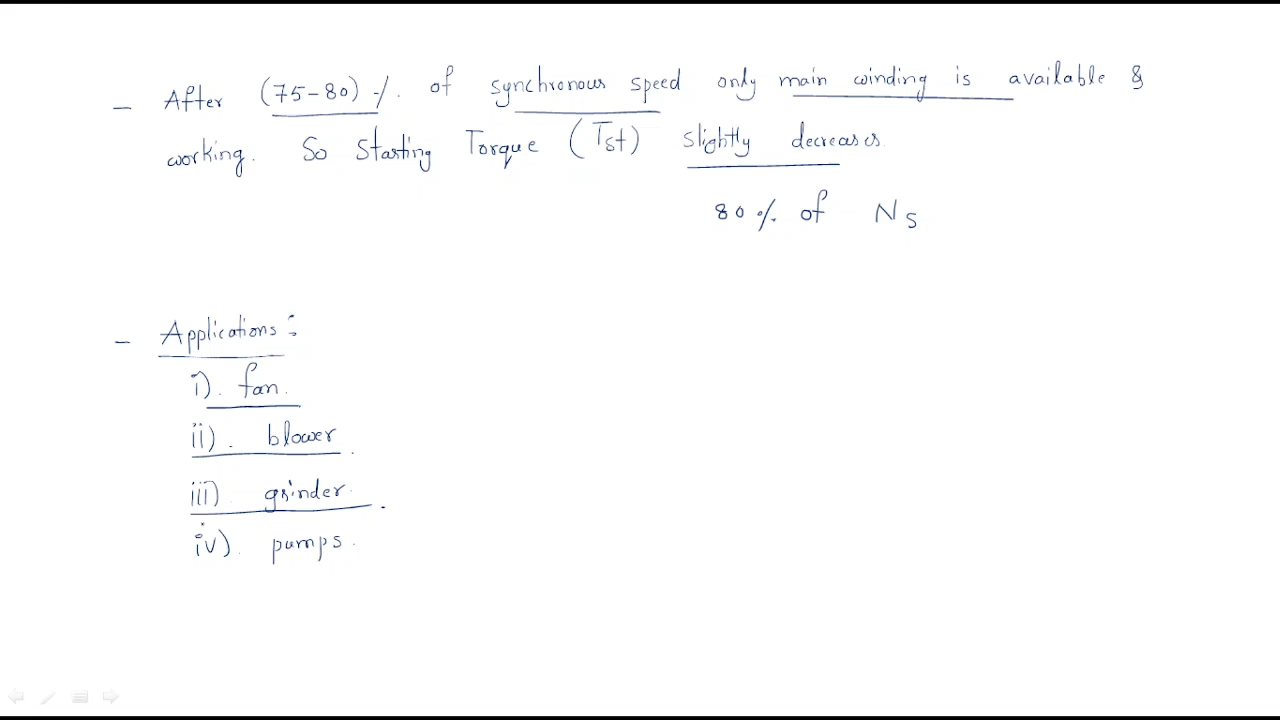 - After (75-80) %. of synchronous speed only main winding is available &
working. So Starting Torque (Tst) slightly decreases.
80% of Ns
- Applications:
i). fan.
ii). blower.
iii) grinder.
iv). pumps.